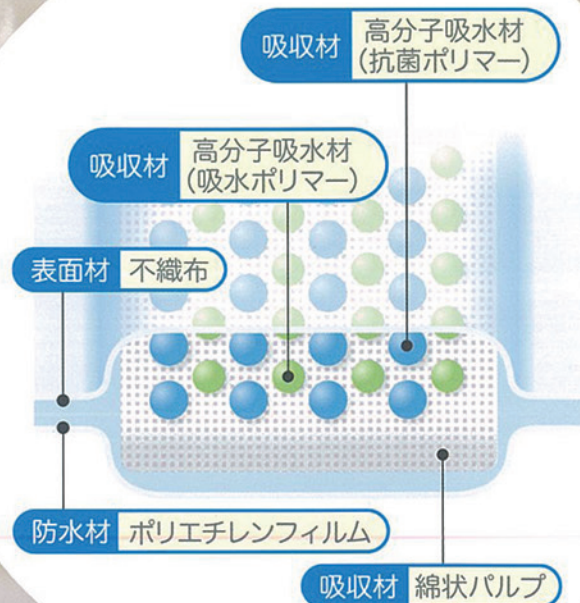 吸収材 高分子吸水材
(抗菌ポリマー)
吸収材 高分子吸水材
(吸水ポリマー)
表面材 不織布
防水材 ポリエチレンフィルム
吸収材 綿状パルプ